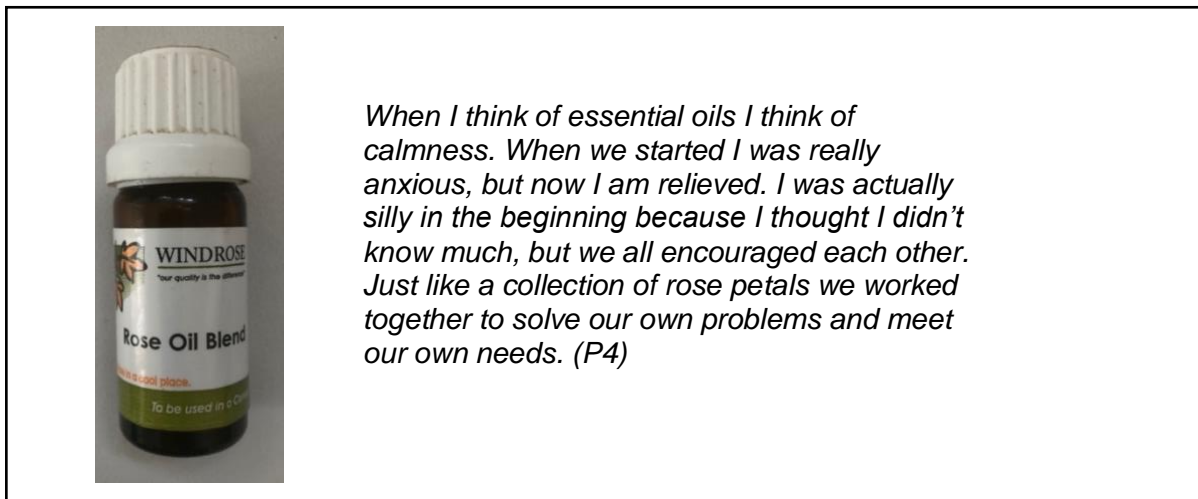 WINDROSE
"our quality is the difference"
Rose Oil Blend
in a cool place.
To be used in a
When I think of essential oils I think of
calmness. When we started I was really
anxious, but now I am relieved. I was actually
silly in the beginning because I thought I didn’t
know much, but we all encouraged each other.
Just like a collection of rose petals we worked
together to solve our own problems and meet
our own needs. (P4)